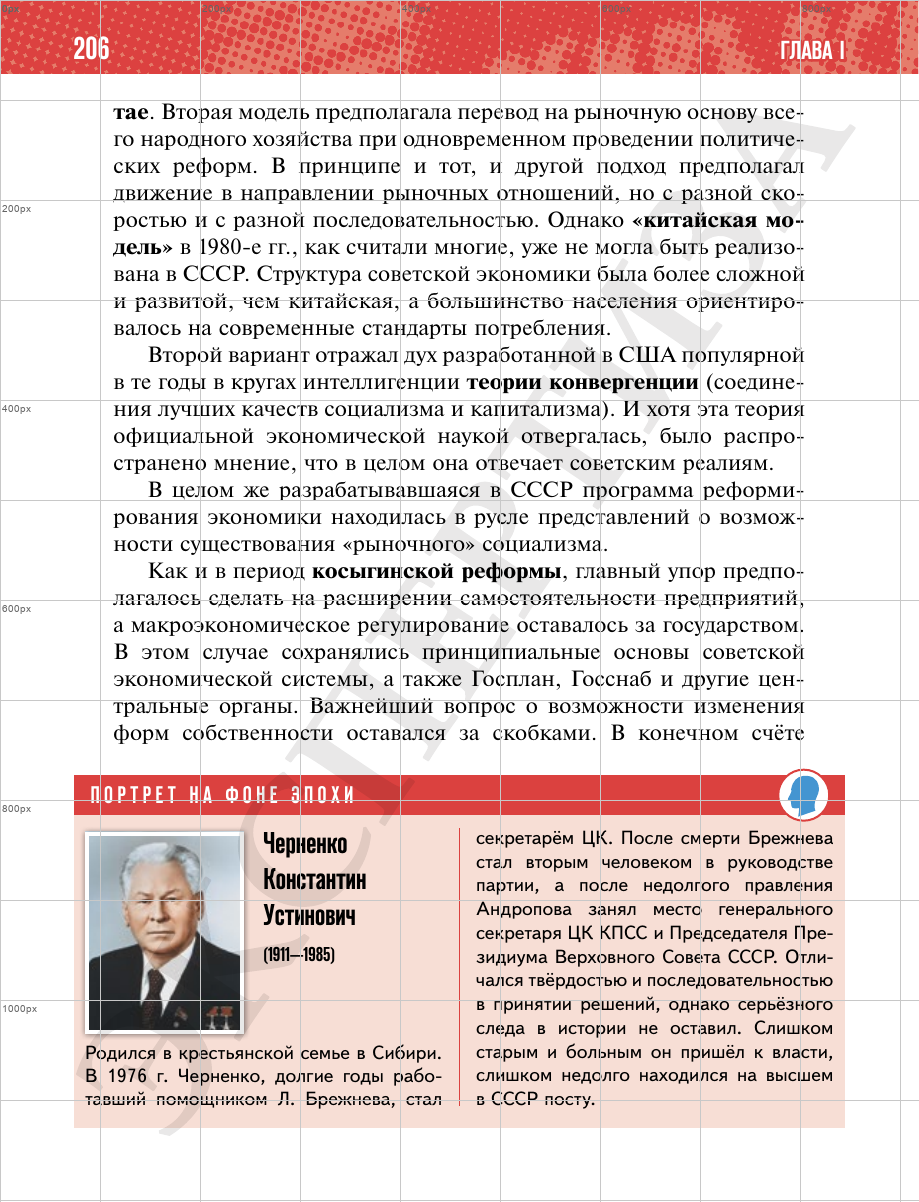 206
ГЛАВА I
тае. Вторая модель предполагала перевод на рыночную основу все-
го народного хозяйства при одновременном проведении политиче-
ских реформ. В принципе и тот, и другой подход предполагал
движение в направлении рыночных отношений, но с разной ско-
ростью и с разной последовательностью. Однако «китайская мо-
дель» в 1980-е гг., как считали многие, уже не могла быть реализо-
вана в СССР. Структура советской экономики была более сложной
и развитой, чем китайская, а большинство населения ориентиро-
валось на современные стандарты потребления.
Второй вариант отражал дух разработанной в США популярной
в те годы в кругах интеллигенции теории конвергенции (соедине-
ния лучших качеств социализма и капитализма). И хотя эта теория
официальной экономической наукой отвергалась, было распро-
странено мнение, что в целом она отвечает советским реалиям.
В целом же разрабатывавшаяся в СССР программа реформи-
рования экономики находилась в русле представлений о возмож-
ности существования «рыночного» социализма.
Как и в период косыгинской реформы, главный упор предпо-
лагалось сделать на расширении самостоятельности предприятий,
а макроэкономическое регулирование оставалось за государством.
В этом случае сохранялись принципиальные основы советской
экономической системы, а также Госплан, Госснаб и другие цен-
тральные органы. Важнейший вопрос о возможности изменения
форм собственности оставался за скобками. В конечном счёте
ПОРТРЕТ НА ФОНЕ ЭПОХИ
Черненко
Константин
Устинович
(1911—1985)
Родился в крестьянской семье в Сибири.
В 1976 г. Черненко, долгие годы рабо-
тавший помощником Л. Брежнева, стал
секретарём ЦК. После смерти Брежнева
стал вторым человеком в руководстве
партии, а после недолгого правления
Андропова занял место генерального
секретаря ЦК КПСС и Председателя Пре-
зидиума Верховного Совета СССР. Отли-
чался твёрдостью и последовательностью
в принятии решений, однако серьёзного
следа в истории не оставил. Слишком
старым и больным он пришёл к власти,
слишком недолго находился на высшем
в СССР посту.
ЭКСПЕРТИЗА
200px
400px
600px
800px
1000px